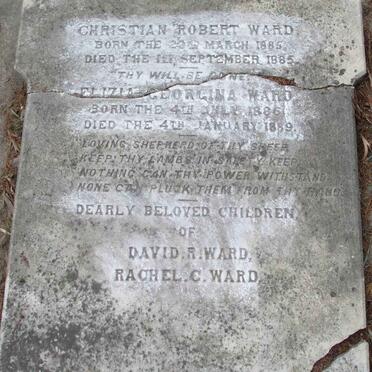 CHRISTIAN ROBERT WARD
BORN THE MARCH 1885.
DIED THE 1ST, SEPTEMBER 1885.
THY WILL BE DONE
ELIZIA GEORGINA WARD
BORN THE 4TH JULY 1886
DIED THE 4TH JANUARY 1889.
LOVING SHEPHERD OF THY SHEEP
KEEP, THY LAMBS IN SAFETY KEEP
NOTHING CAN THY POWER WITHSTAND
NONE CAN PLUCK THEM FROM THY HAND
DEARLY BELOVED CHILDREN
OF
DAVID.R.WARD,
RACHEL.C.WARD.